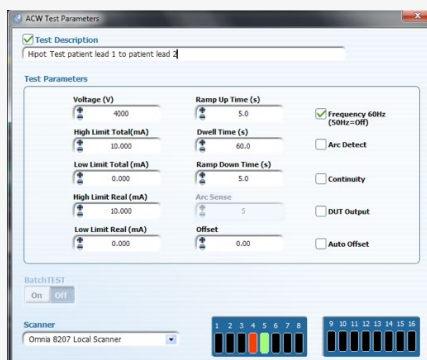 ACW Test Parameters
Test Description
Hipot Test patient lead 1 to patient lead 2
Test Parameters
Voltage (V) Ramp Up Time (s)
4000 5.0 Frequency 60Hz
(50Hz=Off)
High Limit Total(mA) Dwell Time (s)
10.000 60.0 Arc Detect
Low Limit Total (mA) Ramp Down Time (s)
0.000 5.0 Continuity
High Limit Real (mA) Arc Sense
10.000 5 DUT Output
Low Limit Real (mA) Offset
0.000 0.00 Auto Offset
BatchTEST
On Off
Scanner
Omnia 8207 Local Scanner
1 2 3 4 5 6 7 8 9 10 11 12 13 14 15 16